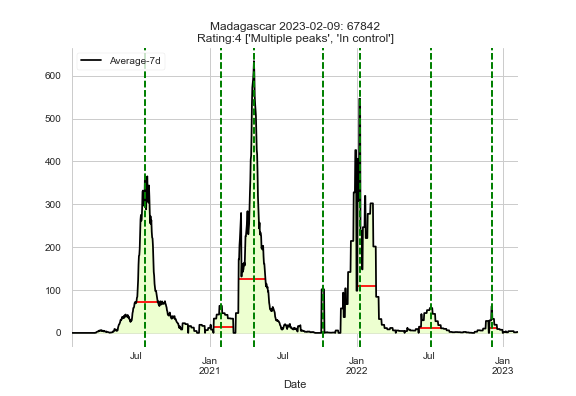 Madagascar 2023-02-09: 67842
Rating:4 ['Multiple peaks', 'In control']
Average-7d
600
500
400
300
200
100
0
Jul
Jan
2021
Jul
Jan
2022
Jul
Jan
2023
Date